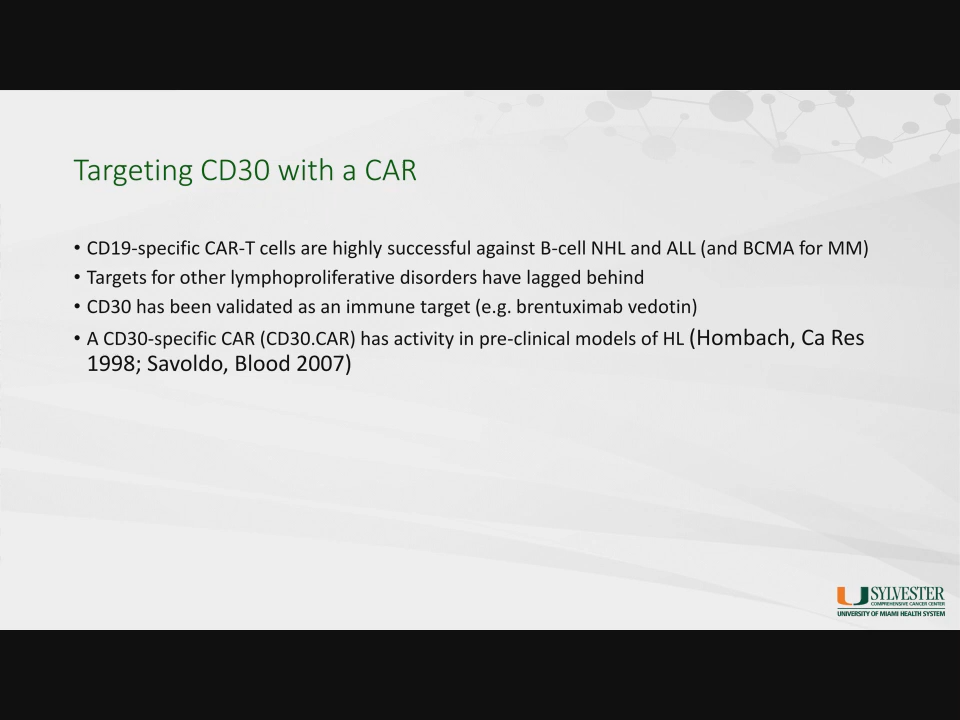 Targeting CD30 with a CAR
• CD19-specific CAR-T cells are highly successful against B-cell NHL and ALL (and BCMA for MM)
• Targets for other lymphoproliferative disorders have lagged behind
• CD30 has been validated as an immune target (e.g. brentuximab vedotin)
• A CD30-specific CAR (CD30.CAR) has activity in pre-clinical models of HL (Hombach, Ca Res
1998; Savoldo, Blood 2007)
SYLVESTER
COMPREHENSIVE CANCER CENTER
UNIVERSITY OF MIAMI HEALTH SYSTEM